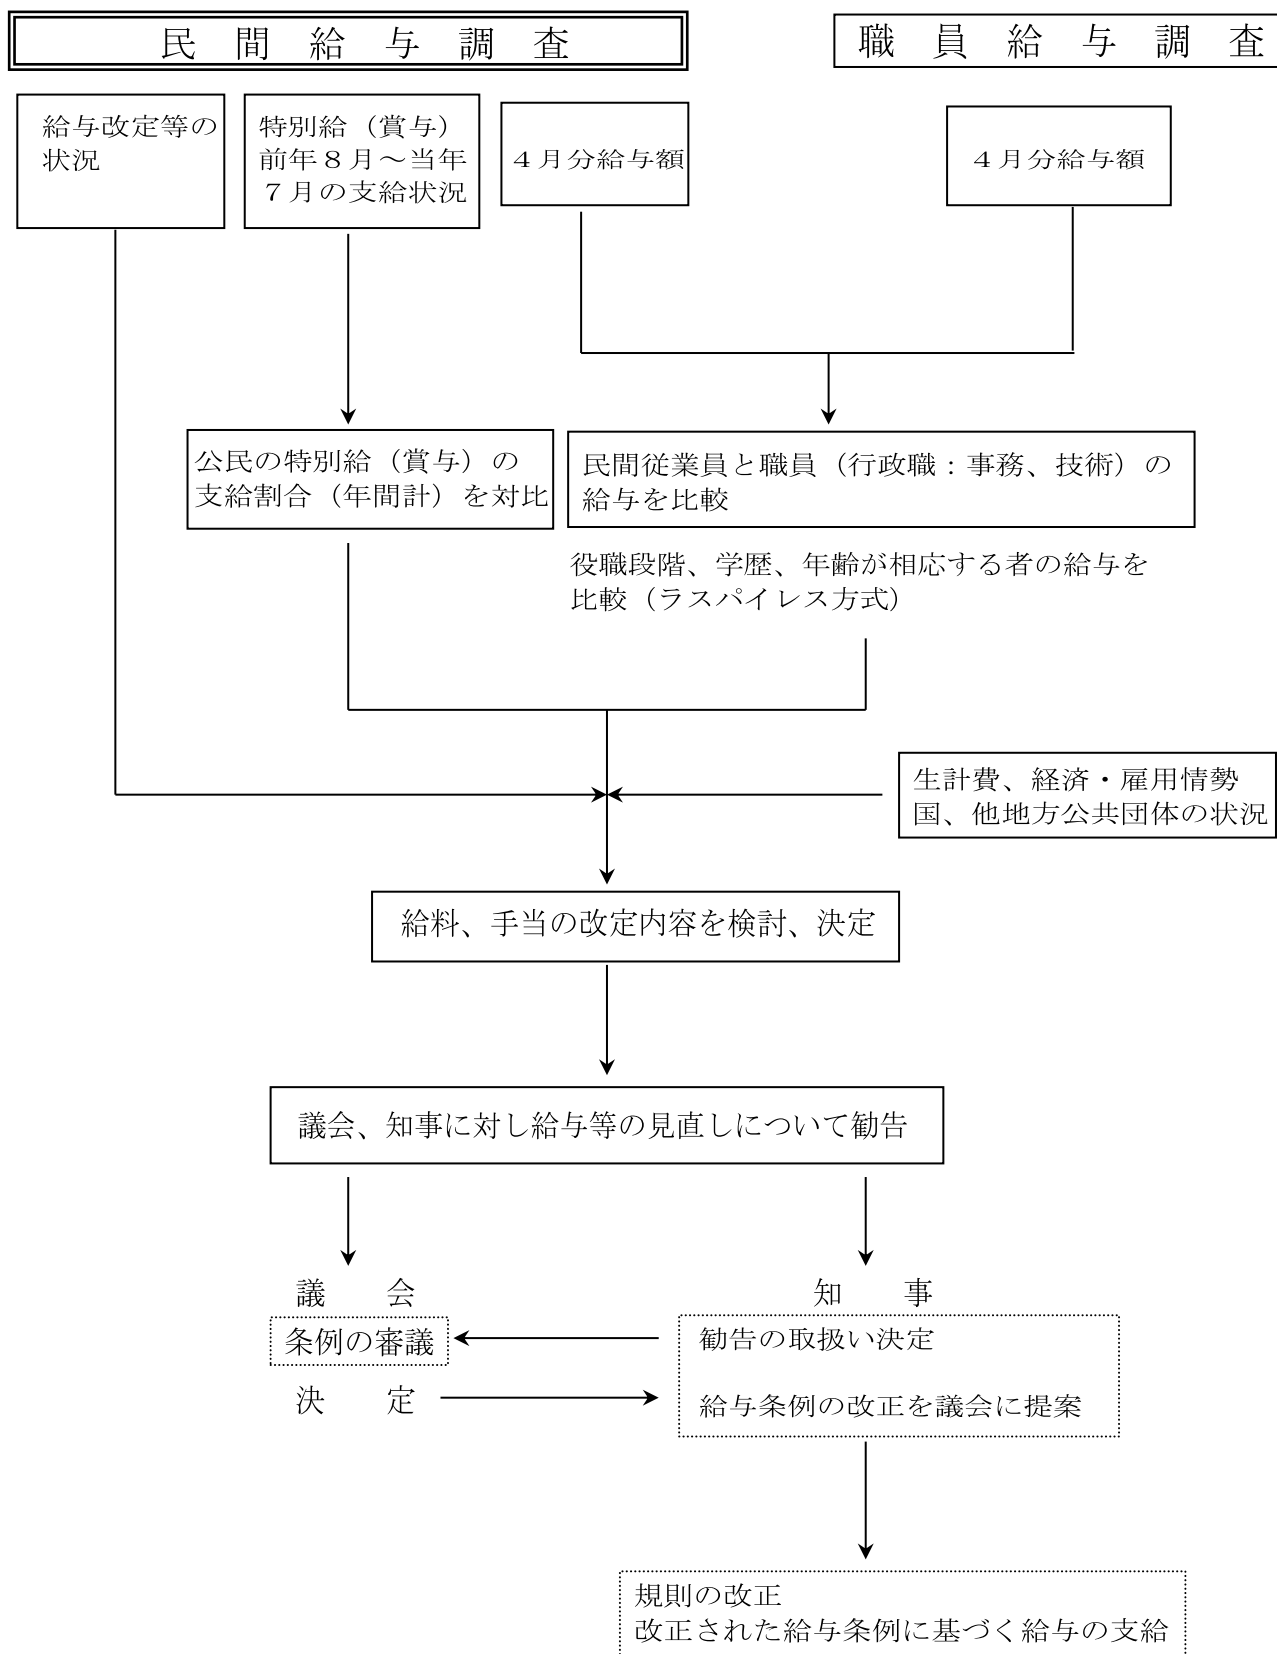 民間給与調査
職員給与調査
給与改定等の
状況
特別給（賞与）
前年８月～当年
７月の支給状況
４月分給与額
４月分給与額
公民の特別給（賞与）の
支給割合（年間計）を対比
民間従業員と職員（行政職：事務、技術）の
給与を比較
役職段階、学歴、年齢が相応する者の給与を
比較（ラスパイレス方式）
生計費、経済・雇用情勢
国、他地方公共団体の状況
給料、手当の改定内容を検討、決定
議会、知事に対し給与等の見直しについて勧告
議会
条例の審議
決定
知事
勧告の取扱い決定
給与条例の改正を議会に提案
規則の改正
改正された給与条例に基づく給与の支給